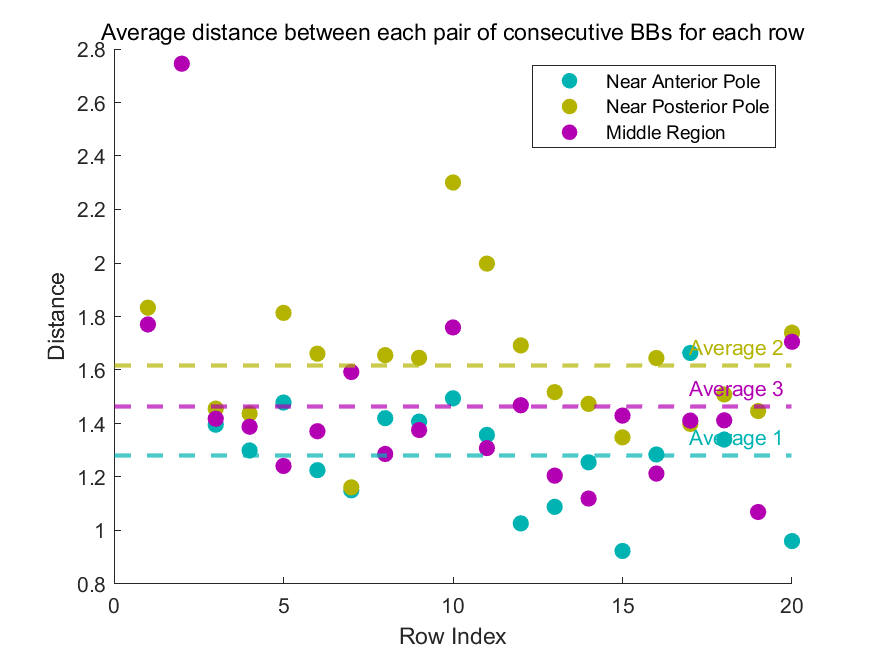 Average distance between each pair of consecutive BBs for each row
2.8
2.6
2.4
2.2
2
1.8
1.6
1.4
1.2
1
0.8
Distance
Near Anterior Pole
Near Posterior Pole
Middle Region
Average 2
Average 3
Average 1
0
5
10
15
20
Row Index